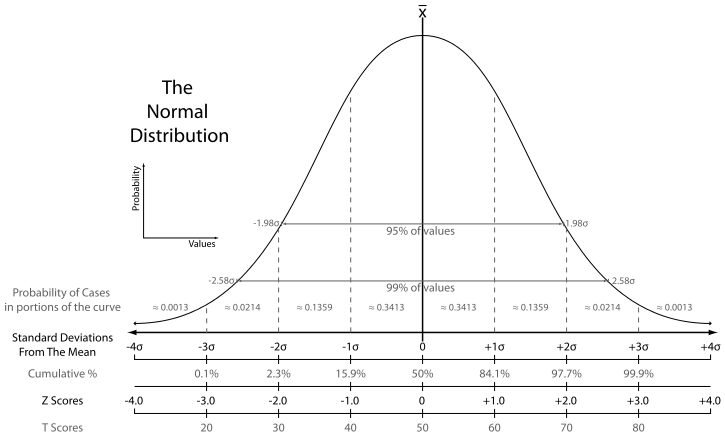 x̅
The
Normal
Distribution
Probability
Values
-1.98σ 1.98σ
95% of values
-2.58σ 2.58σ
99% of values
Probability of Cases
in portions of the curve
≈ 0.0013 ≈ 0.0214 ≈ 0.1359 ≈ 0.3413 ≈ 0.3413 ≈ 0.1359 ≈ 0.0214 ≈ 0.0013
Standard Deviations
From The Mean
-4σ -3σ -2σ -1σ 0 +1σ +2σ +3σ +4σ
Cumulative % 0.1% 2.3% 15.9% 50% 84.1% 97.7% 99.9%
Z Scores -4.0 -3.0 -2.0 -1.0 0 +1.0 +2.0 +3.0 +4.0
T Scores 20 30 40 50 60 70 80